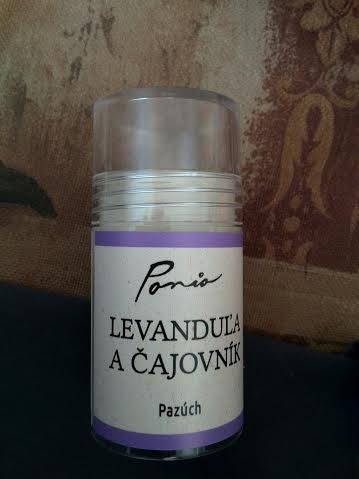 Ponio
LEVANDUĽA
A ČAJOVNÍK
Pazúch